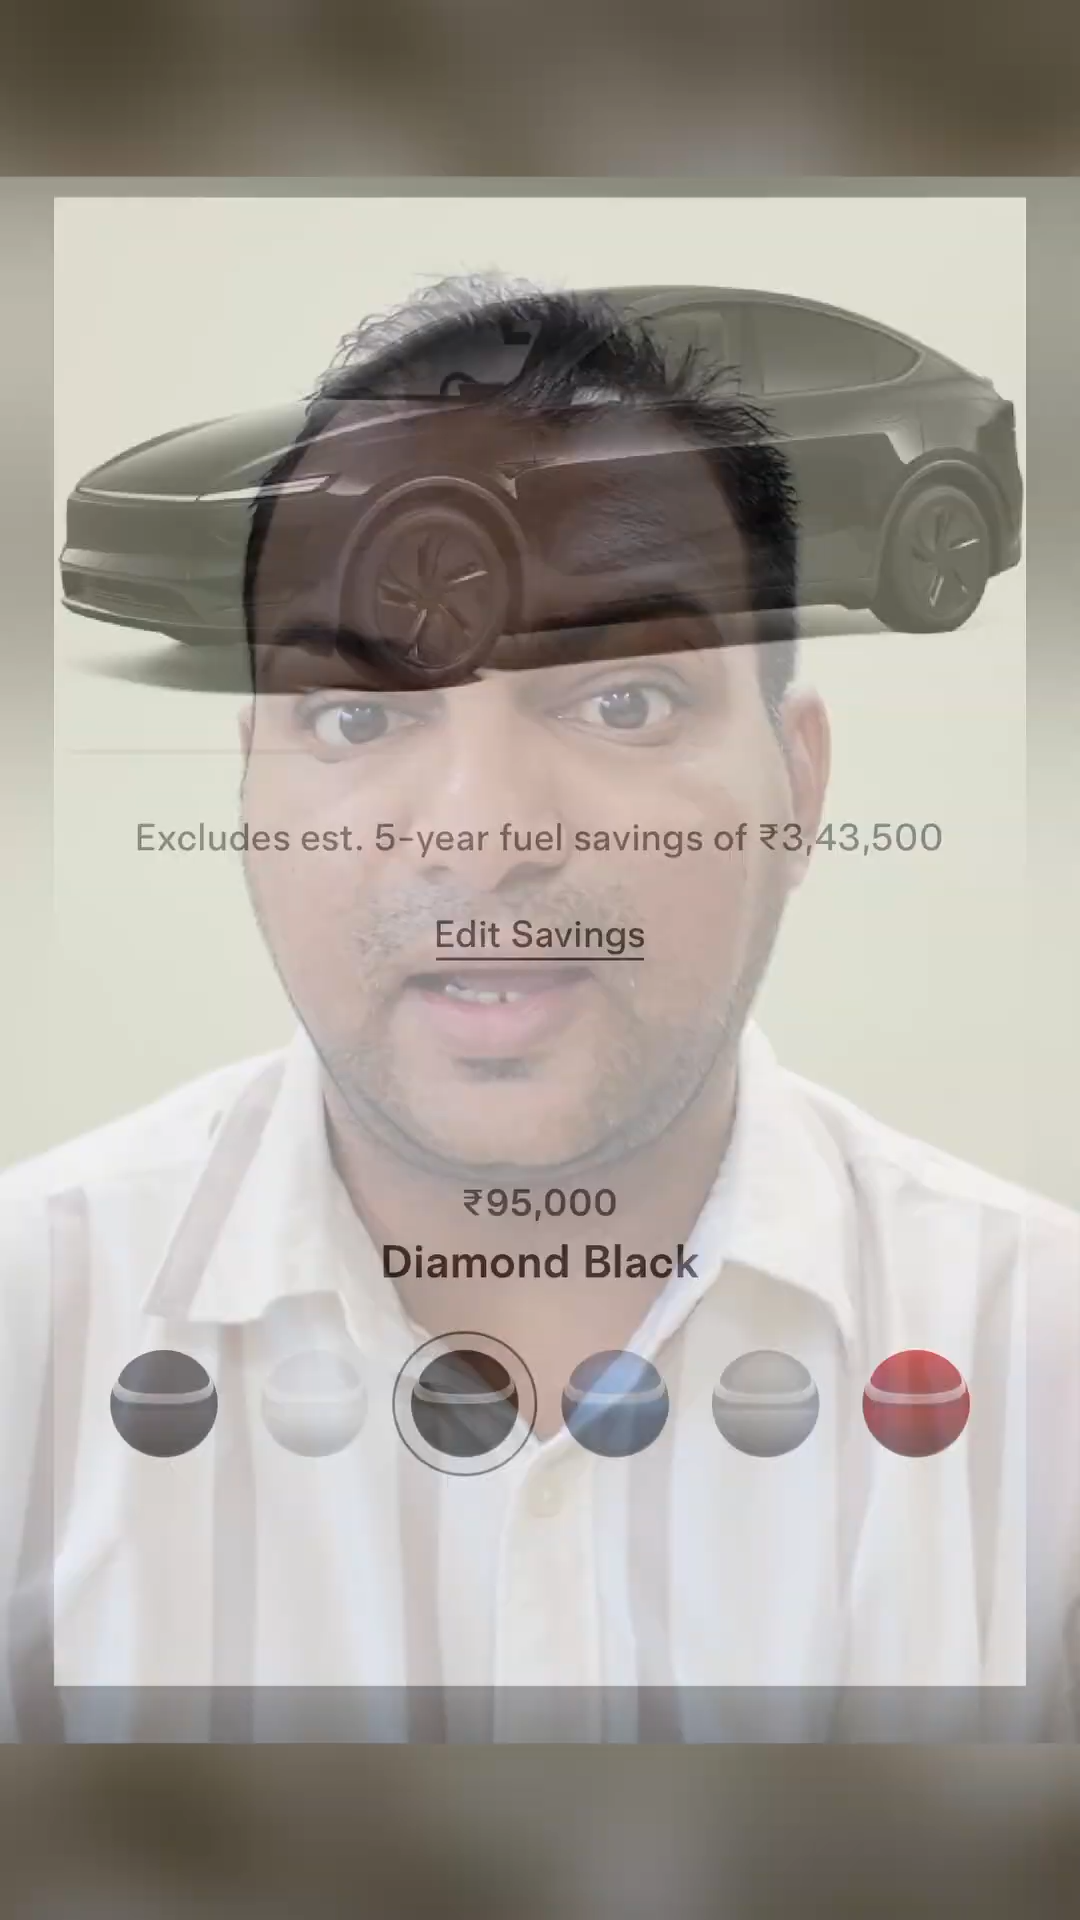 Excludes est. 5-year fuel savings of ₹3,43,500
Edit Savings
₹95,000
Diamond Black